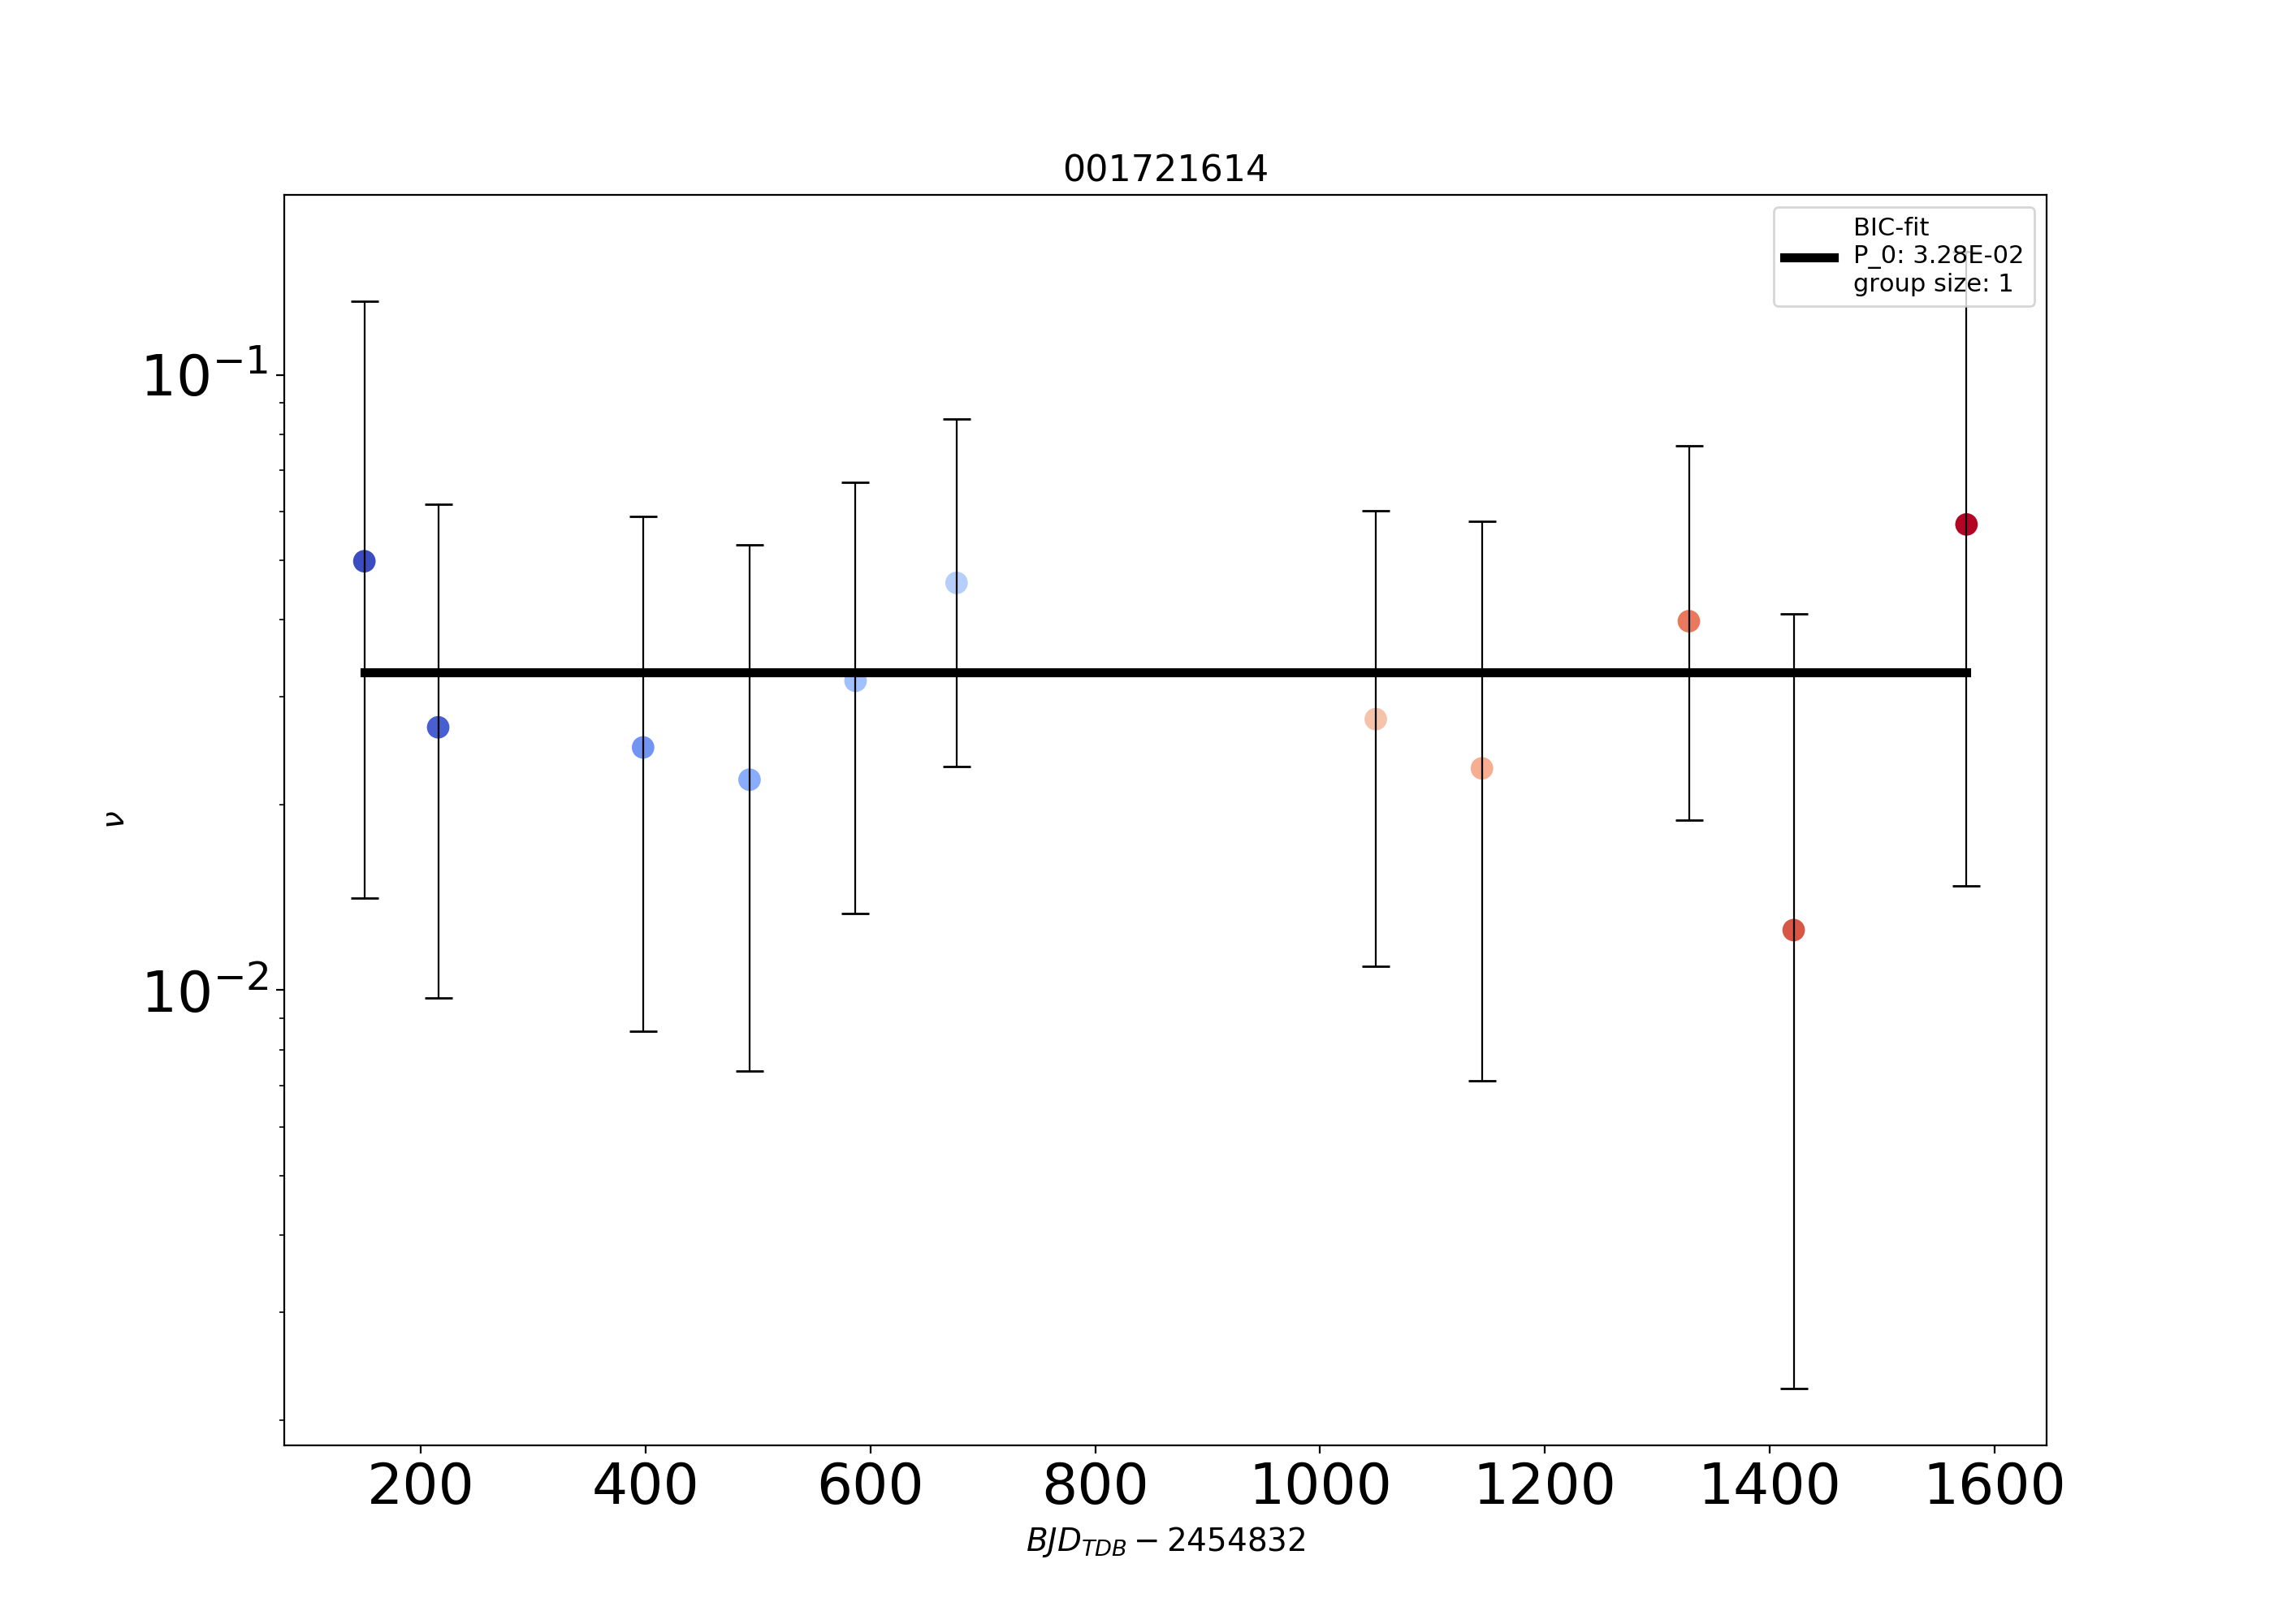 001721614
BIC-fit
P_0: 3.28E-02
group size: 1
10⁻¹
10⁻²
ν
200 400 600 800 1000 1200 1400 1600
BJD_TDB − 2454832